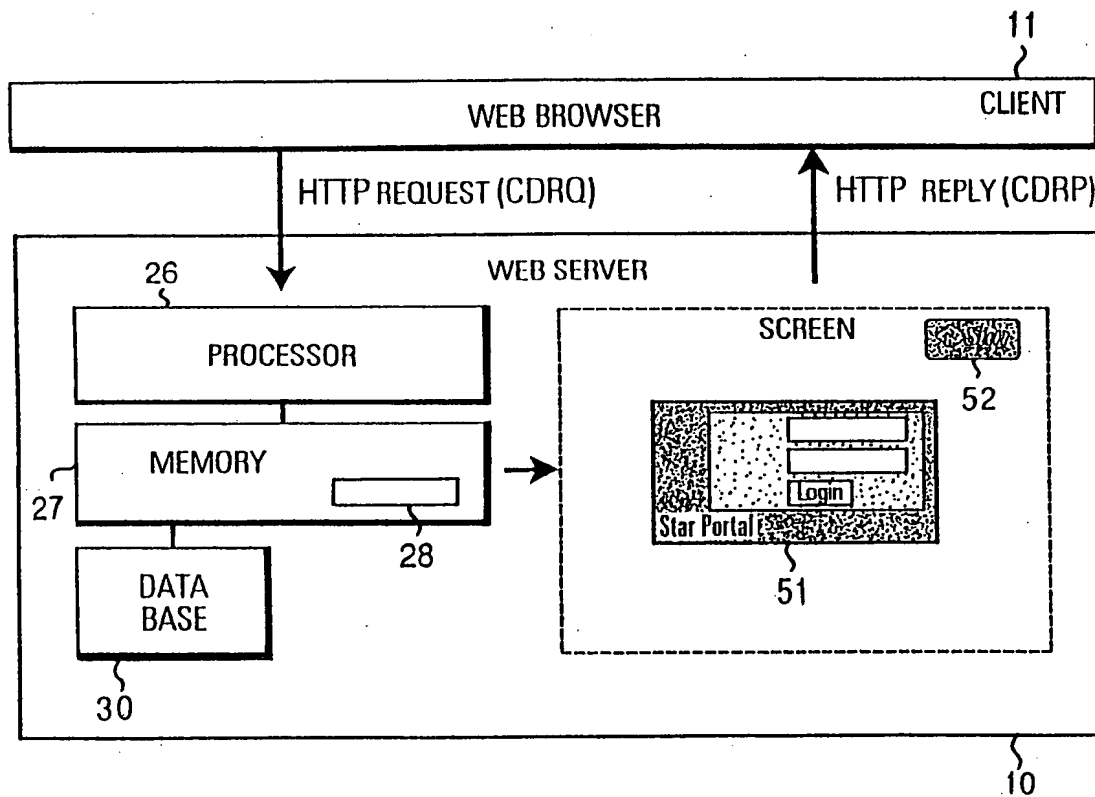 11
CLIENT
WEB BROWSER
HTTP REQUEST (CDRQ)
HTTP REPLY (CDRP)
WEB SERVER
26
PROCESSOR
SCREEN
52
MEMORY
27
28
Login
Star Portal
51
DATA
BASE
30
10